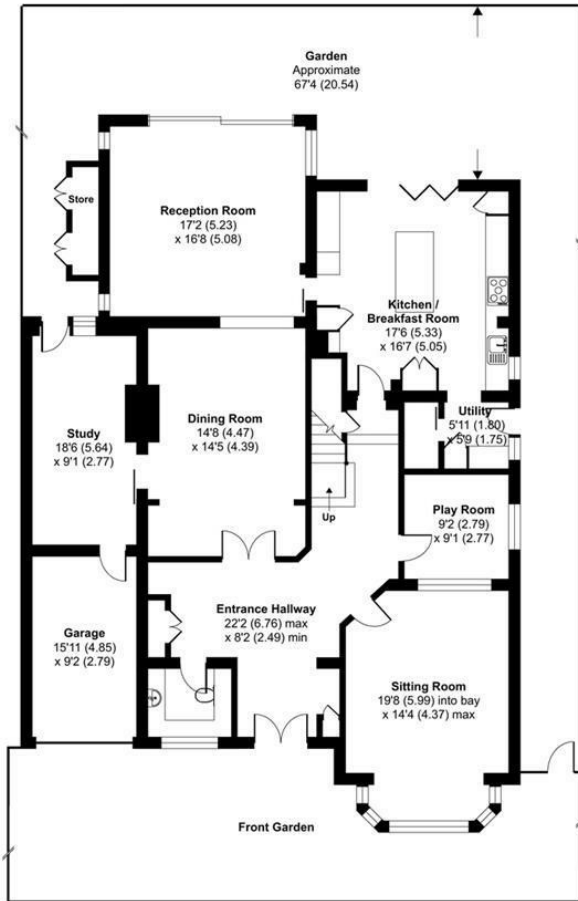 Garden
Approximate
67'4 (20.54)
Store
Reception Room
17'2 (5.23)
x 16'8 (5.08)
Kitchen /
Breakfast Room
17'6 (5.33)
x 16'7 (5.05)
Dining Room
14'8 (4.47)
x 14'5 (4.39)
Study
18'6 (5.64)
x 9'1 (2.77)
Utility
5'11 (1.80)
x 5'9 (1.75)
Up
Play Room
9'2 (2.79)
x 9'1 (2.77)
Entrance Hallway
22'2 (6.76) max
x 8'2 (2.49) min
Garage
15'11 (4.85)
x 9'2 (2.79)
Sitting Room
19'8 (5.99) into bay
x 14'4 (4.37) max
Front Garden